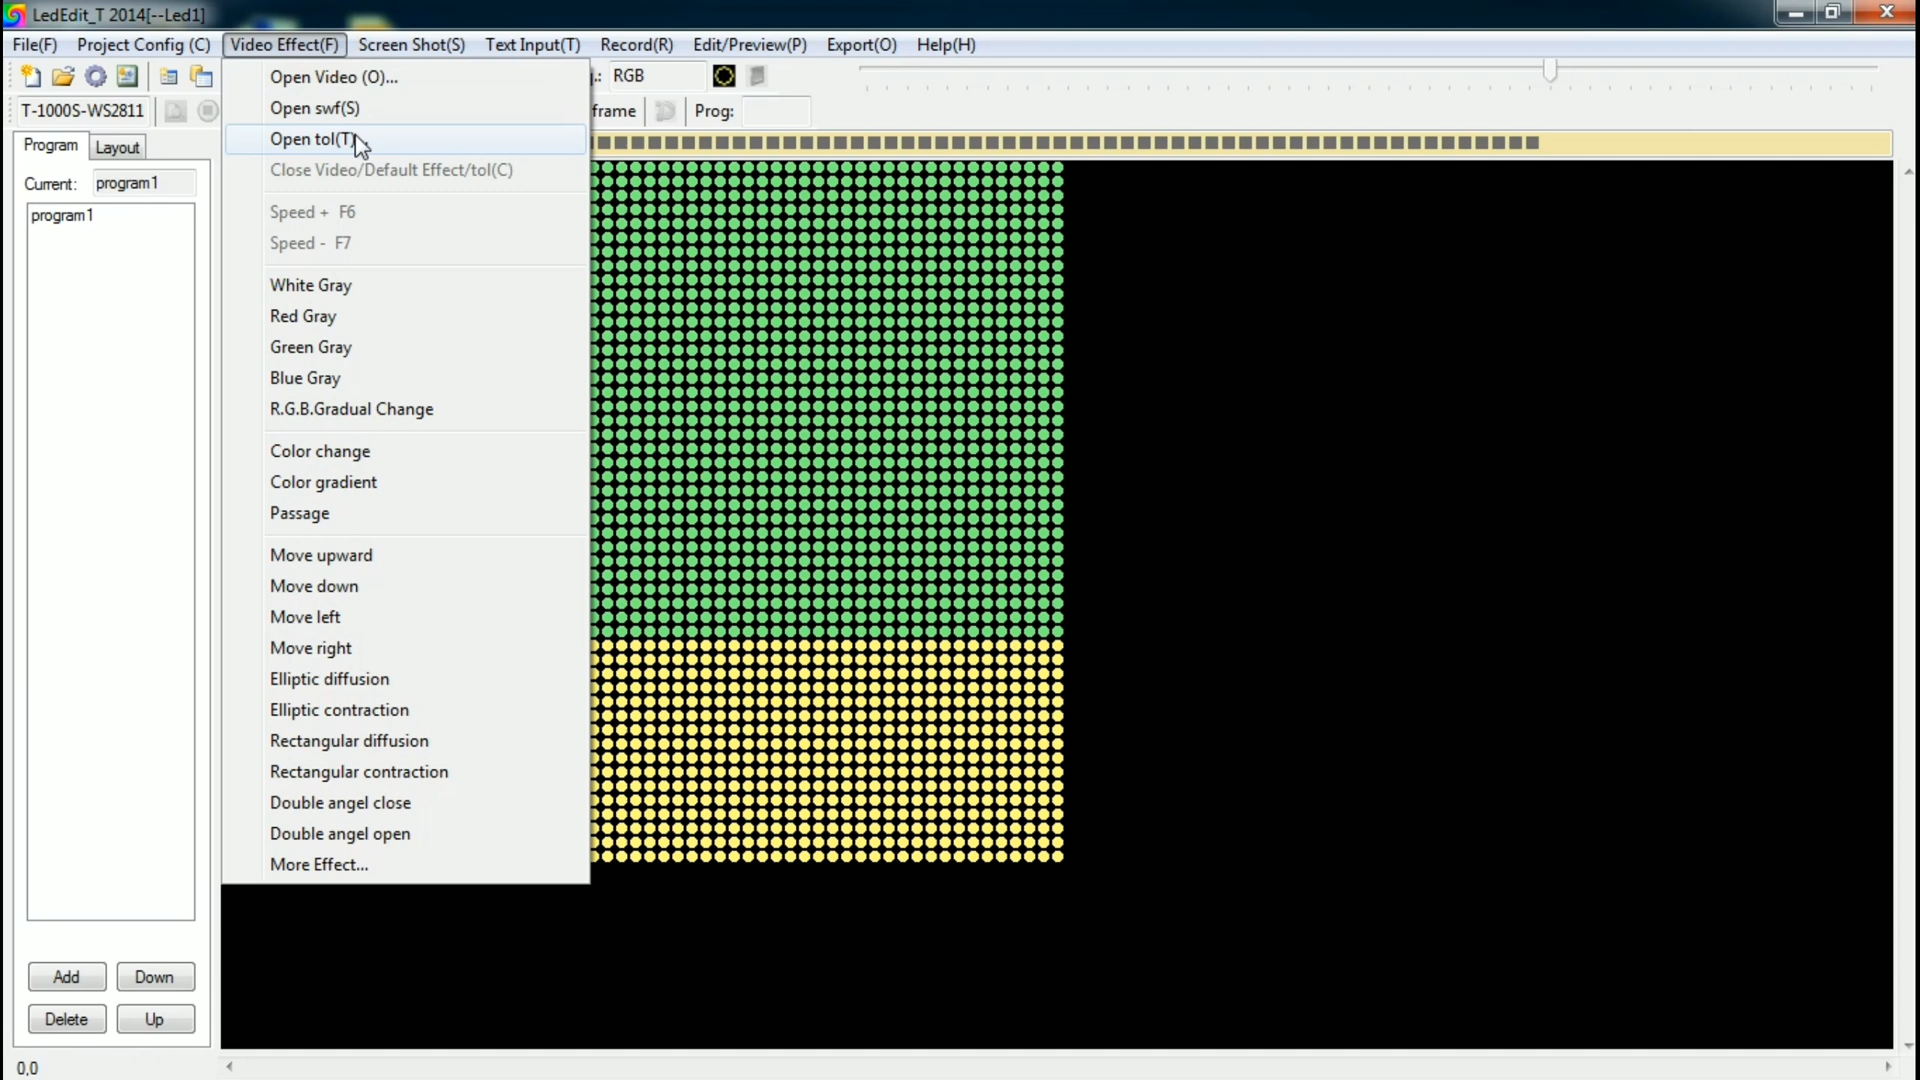 LedEdit_T 2014[--Led1]
File(F) Project Config (C) Video Effect(F) Screen Shot(S) Text Input(T) Record(R) Edit/Preview(P) Export(O) Help(H)
RGB
T-1000S-WS2811
frame
Prog:
Program
Layout
Current: program1
program1
Open Video (O)...
Open swf(S)
Open tol(T)
Close Video/Default Effect/tol(C)
Speed + F6
Speed - F7
White Gray
Red Gray
Green Gray
Blue Gray
R.G.B.Gradual Change
Color change
Color gradient
Passage
Move upward
Move down
Move left
Move right
Elliptic diffusion
Elliptic contraction
Rectangular diffusion
Rectangular contraction
Double angel close
Double angel open
More Effect...
Add
Down
Delete
Up
0,0